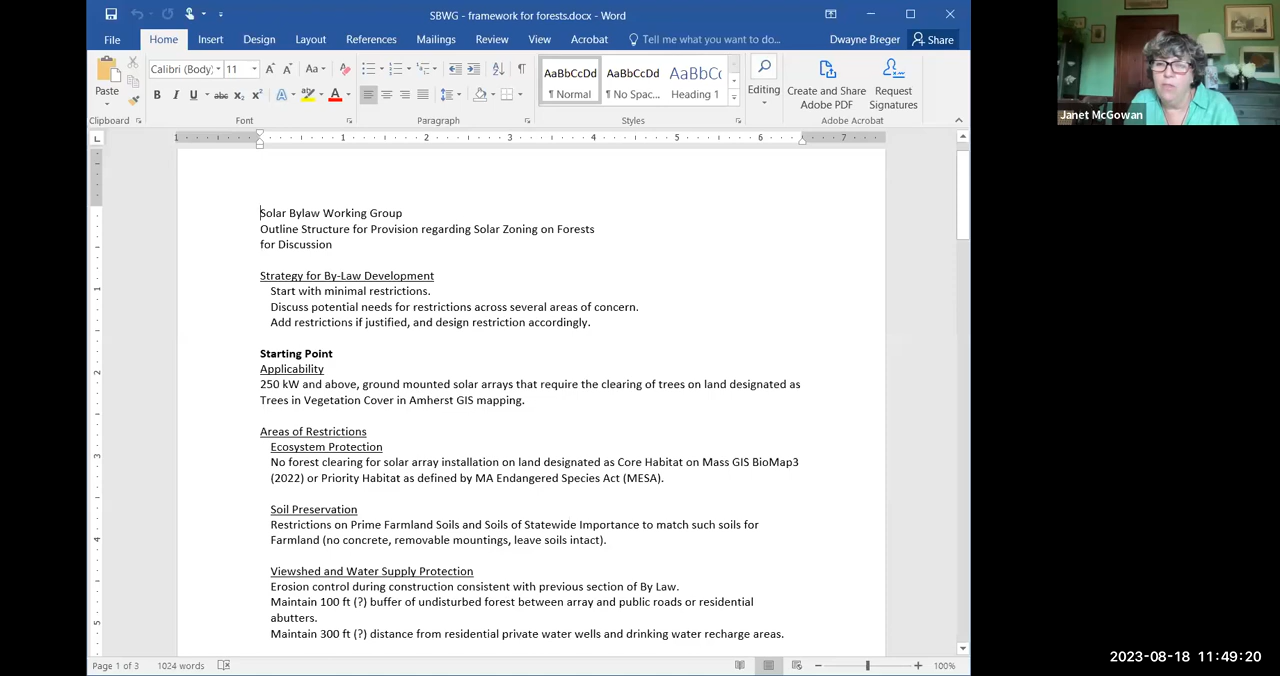 SBWG - framework for forests.docx - Word
File Home Insert Design Layout References Mailings Review View Acrobat Tell me what you want to do... Dwayne Breger Share
Calibri (Body) 11 Aa
AaBbCcDd AaBbCcDd AaBbCc
Paste ¶ Normal ¶ No Spac... Heading 1 Editing Create and Share Adobe PDF Request Signatures
B I U abc X₂ X² A A
Clipboard Font Paragraph Styles Adobe Acrobat
1 1 2 3 4 5 6 7
Janet McGowan
Solar Bylaw Working Group
Outline Structure for Provision regarding Solar Zoning on Forests
for Discussion
Strategy for By-Law Development
Start with minimal restrictions.
Discuss potential needs for restrictions across several areas of concern.
Add restrictions if justified, and design restriction accordingly.
Starting Point
Applicability
250 kW and above, ground mounted solar arrays that require the clearing of trees on land designated as
Trees in Vegetation Cover in Amherst GIS mapping.
Areas of Restrictions
Ecosystem Protection
No forest clearing for solar array installation on land designated as Core Habitat on Mass GIS BioMap3
(2022) or Priority Habitat as defined by MA Endangered Species Act (MESA).
Soil Preservation
Restrictions on Prime Farmland Soils and Soils of Statewide Importance to match such soils for
Farmland (no concrete, removable mountings, leave soils intact).
Viewshed and Water Supply Protection
Erosion control during construction consistent with previous section of By Law.
Maintain 100 ft (?) buffer of undisturbed forest between array and public roads or residential
abutters.
Maintain 300 ft (?) distance from residential private water wells and drinking water recharge areas.
Page 1 of 3 1024 words 100%
2023-08-18 11:49:20